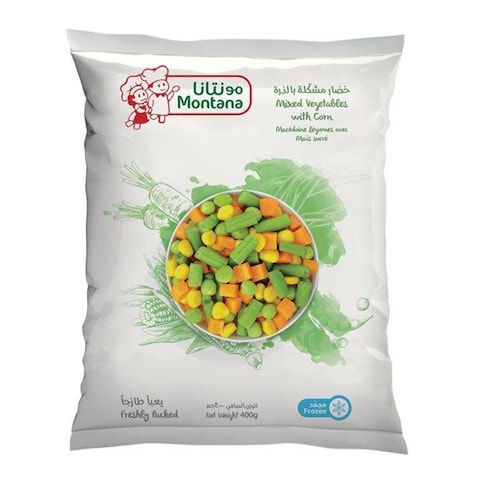 مونتانا
Montana
خضار مشكلة بالذرة
Mixed Vegetables
with Corn
Macédoine Légumes avec
Maïs sucré
يعبأ طازجاً
Freshly Packed
الوزن الصافي ٤٠٠جم
Net Weight 400g
مجمد
Frozen